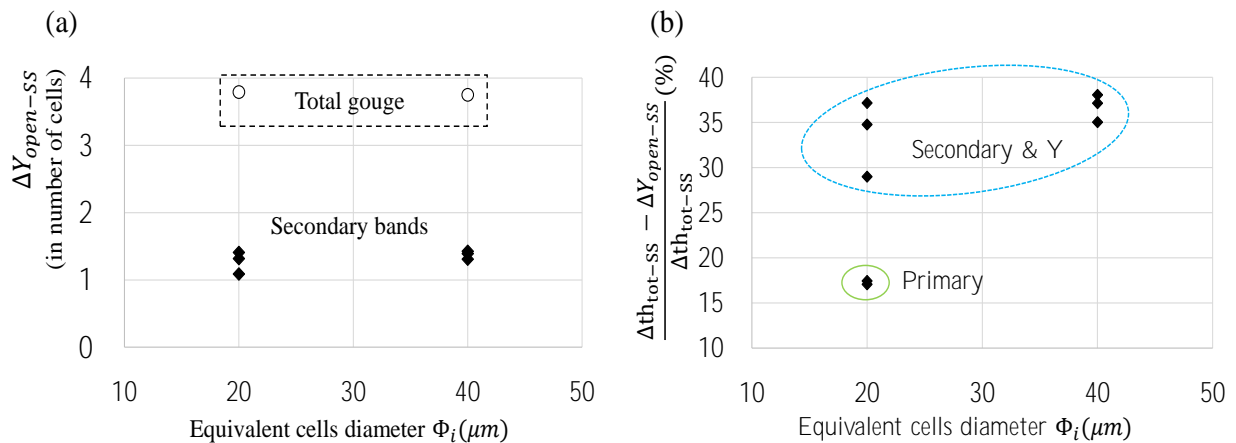 (a)
ΔY_open−SS
(in number of cells)
4
3
2
1
0
Total gouge
Secondary bands
10 20 30 40 50
Equivalent cells diameter Φ_i(μm)
(b)
Δth_tot−SS − ΔY_open−SS
Δth_tot−SS
(%)
40
35
30
25
20
15
10
Secondary & Y
Primary
10 20 30 40 50
Equivalent cells diameter Φ_i(μm)